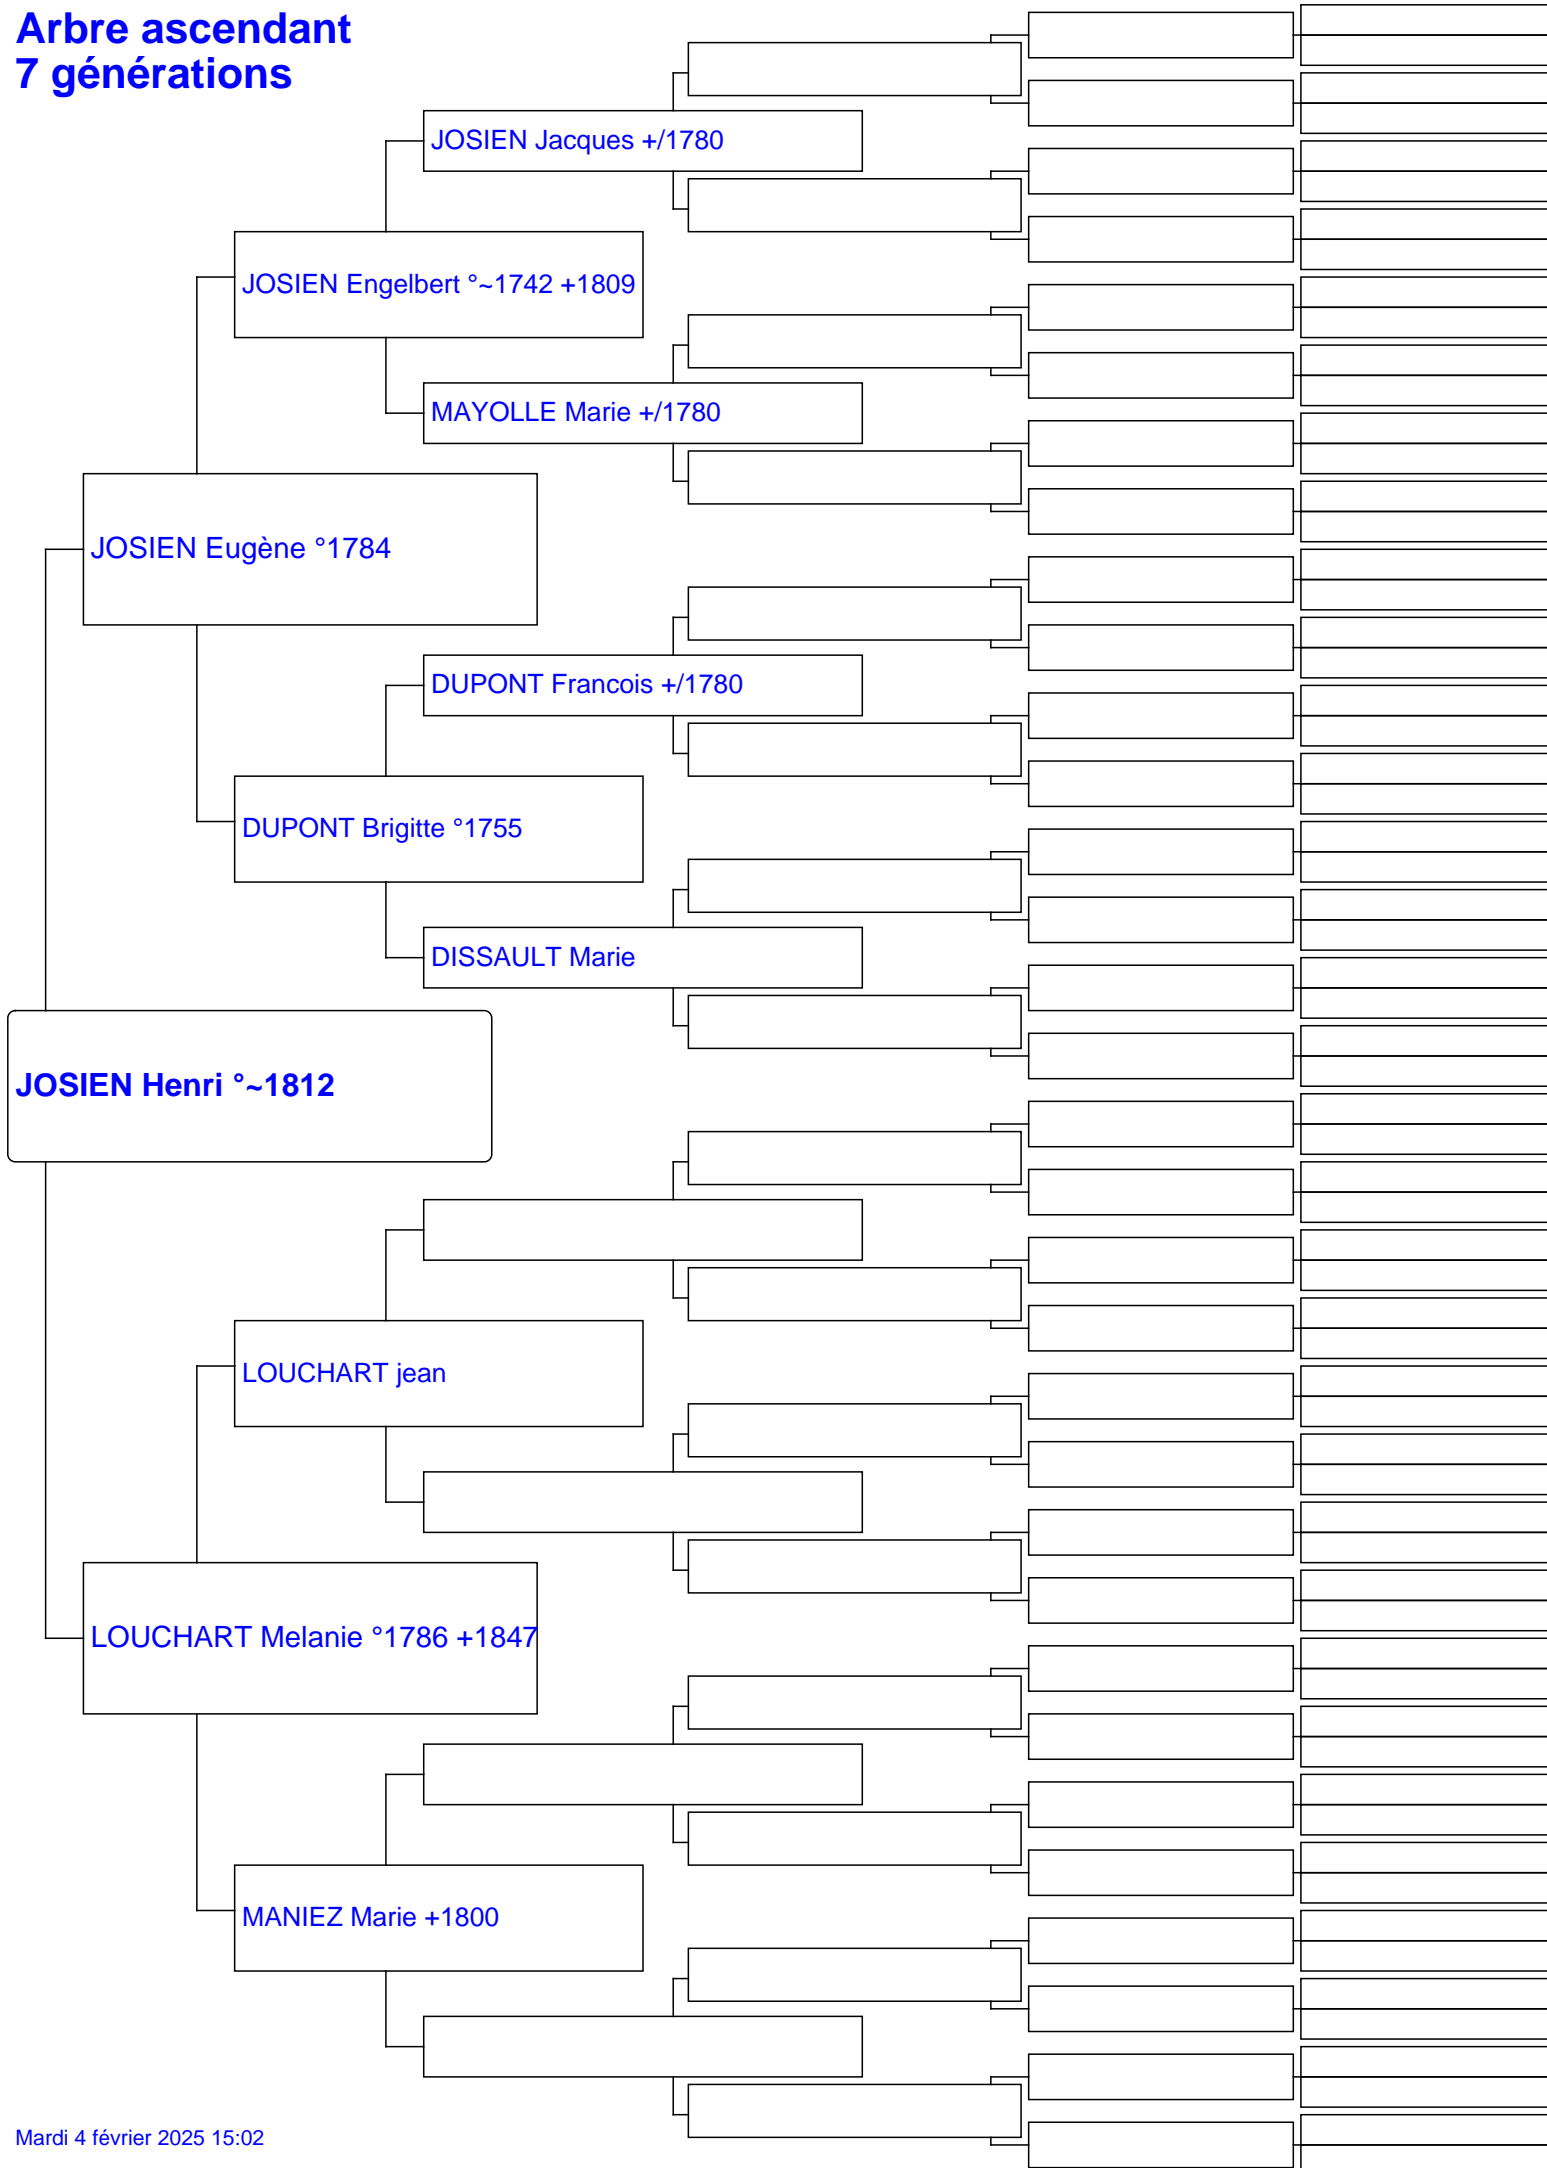 Arbre ascendant
7 générations
JOSIEN Jacques +/1780
JOSIEN Engelbert °~1742 +1809
MAYOLLE Marie +/1780
JOSIEN Eugène °1784
DUPONT Francois +/1780
DUPONT Brigitte °1755
DISSAULT Marie
JOSIEN Henri °~1812
LOUCHART jean
LOUCHART Melanie °1786 +1847
MANIEZ Marie +1800
Mardi 4 février 2025 15:02